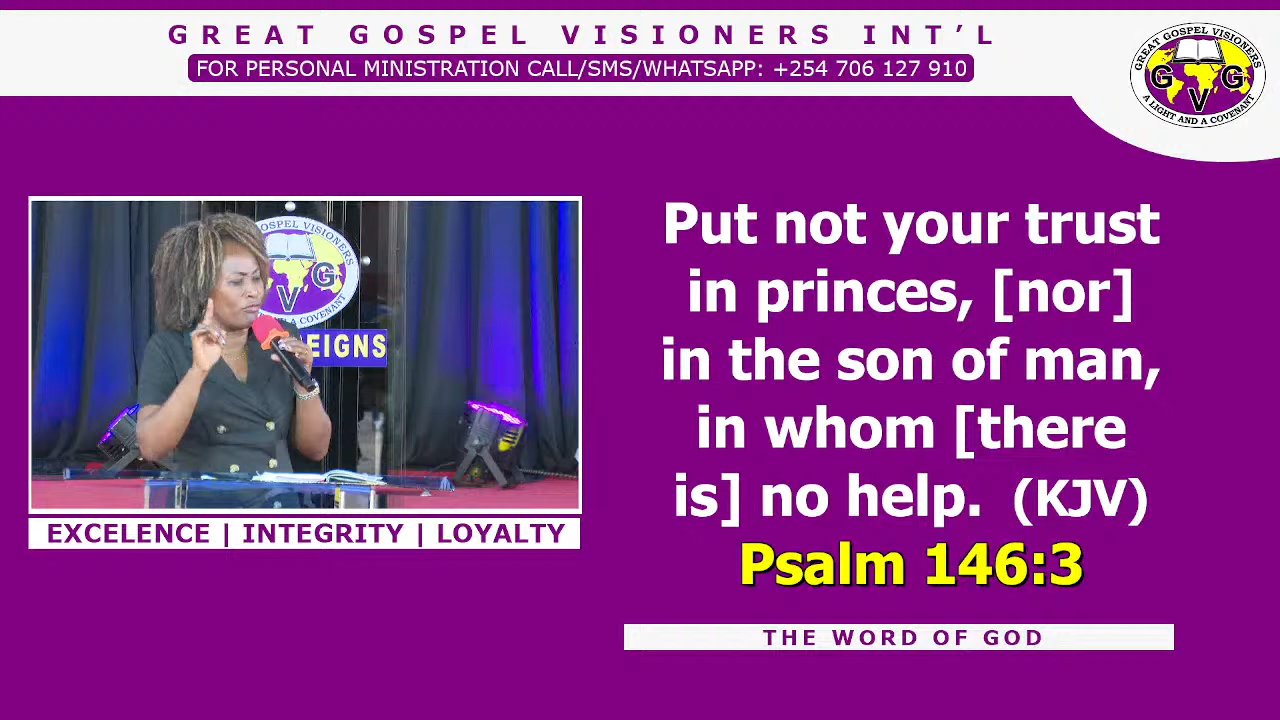 GREAT GOSPEL VISIONERS INT’L
FOR PERSONAL MINISTRATION CALL/SMS/WHATSAPP: +254 706 127 910
GREAT GOSPEL VISIONERS
G V G
A LIGHT AND A COVENANT
OSPEL VISIONERS
V G
A COVENANT
EIGNS
EXCELENCE | INTEGRITY | LOYALTY
Put not your trust
in princes, [nor]
in the son of man,
in whom [there
is] no help. (KJV)
Psalm 146:3
THE WORD OF GOD